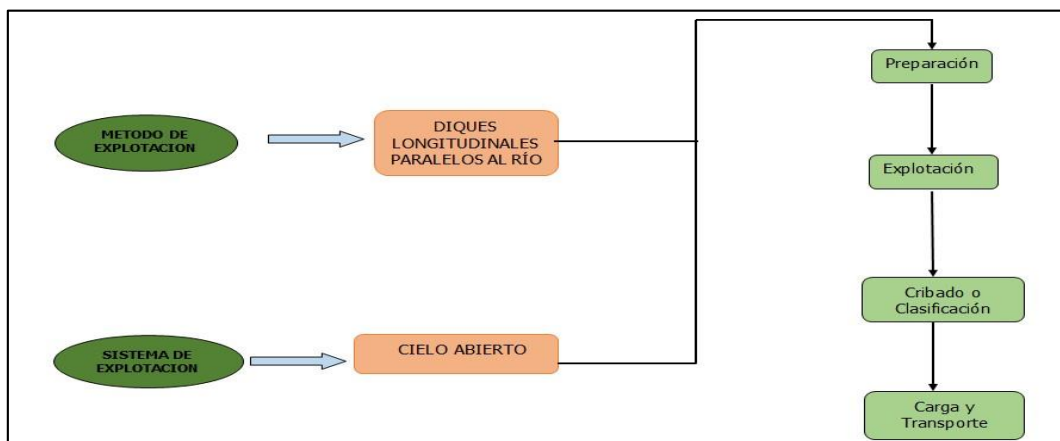 METODO DE
EXPLOTACION
DIQUES
LONGITUDINALES
PARALELOS AL RÍO
SISTEMA DE
EXPLOTACION
CIELO ABIERTO
Preparación
Explotación
Cribado o
Clasificación
Carga y
Transporte